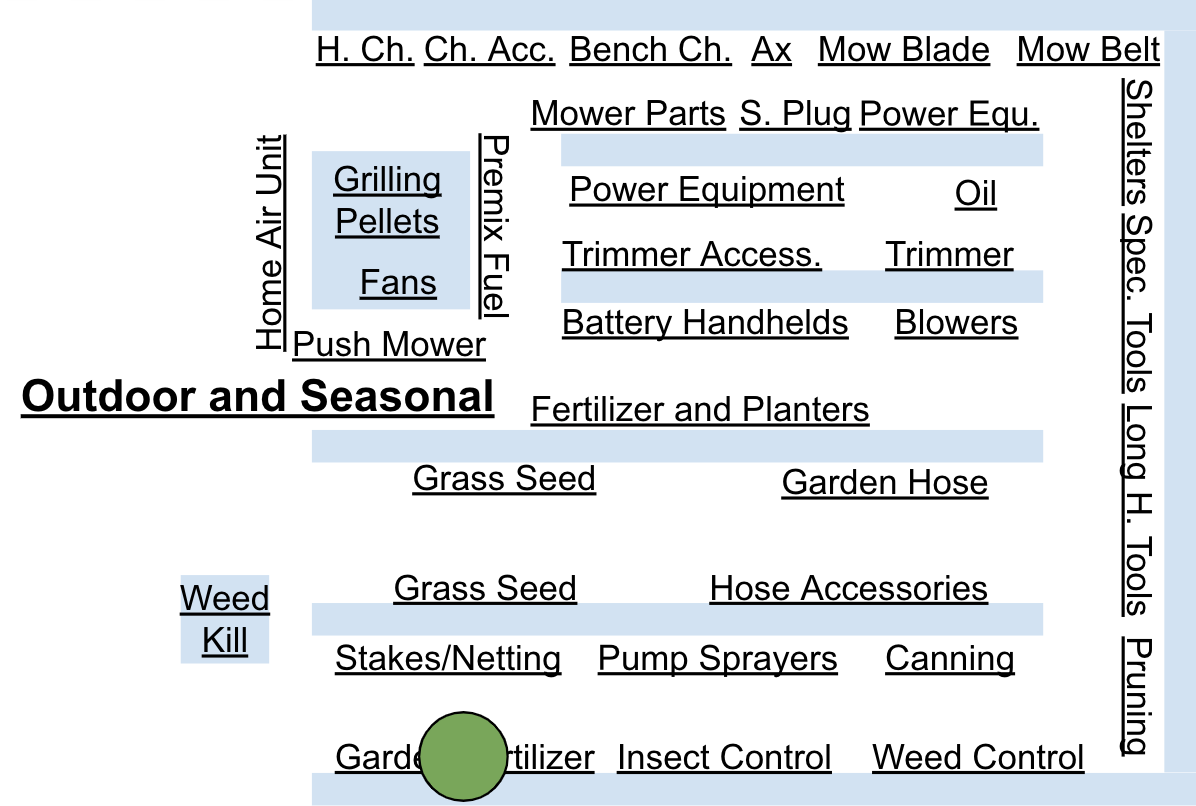 H. Ch. Ch. Acc. Bench Ch. Ax Mow Blade Mow Belt
Mower Parts S. Plug Power Equ.
Shelters Spec. Tools Long H. Tools Pruning
Home Air Unit
Grilling
Pellets
Fans
Premix Fuel
Power Equipment Oil
Trimmer Access. Trimmer
Battery Handhelds Blowers
Push Mower
Outdoor and Seasonal
Fertilizer and Planters
Grass Seed Garden Hose
Grass Seed Hose Accessories
Weed
Kill
Stakes/Netting Pump Sprayers Canning
Insect Control Weed Control